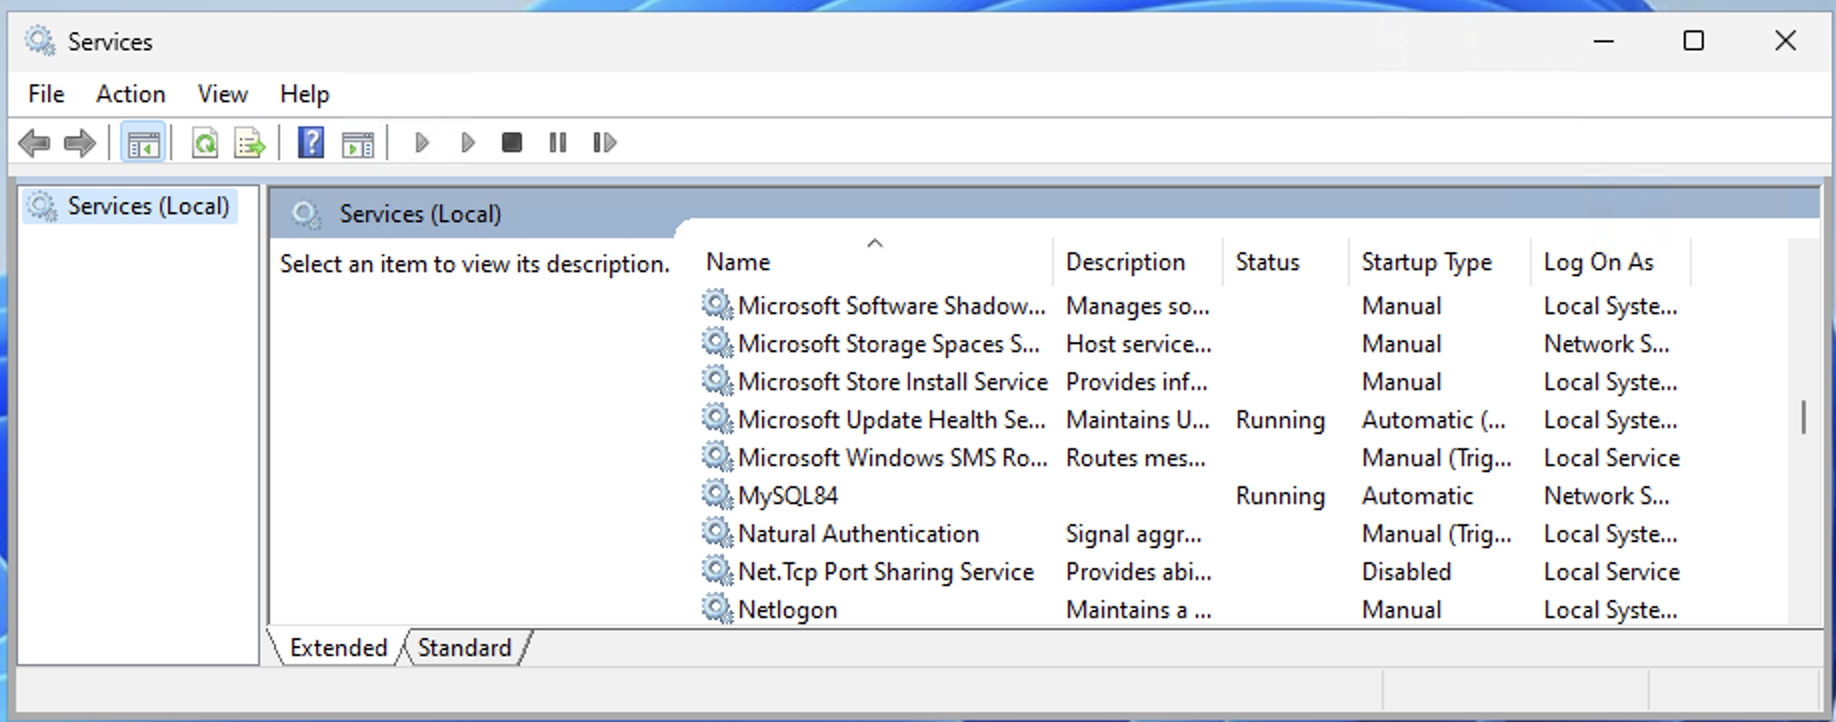 Services
File Action View Help
Services (Local)
Services (Local)
Select an item to view its description.
Name Description Status Startup Type Log On As
Microsoft Software Shadow... Manages so... Manual Local Syste...
Microsoft Storage Spaces S... Host service... Manual Network S...
Microsoft Store Install Service Provides inf... Manual Local Syste...
Microsoft Update Health Se... Maintains U... Running Automatic (... Local Syste...
Microsoft Windows SMS Ro... Routes mes... Manual (Trig... Local Service
MySQL84 Running Automatic Network S...
Natural Authentication Signal aggr... Manual (Trig... Local Syste...
Net.Tcp Port Sharing Service Provides abi... Disabled Local Service
Netlogon Maintains a ... Manual Local Syste...
Extended Standard